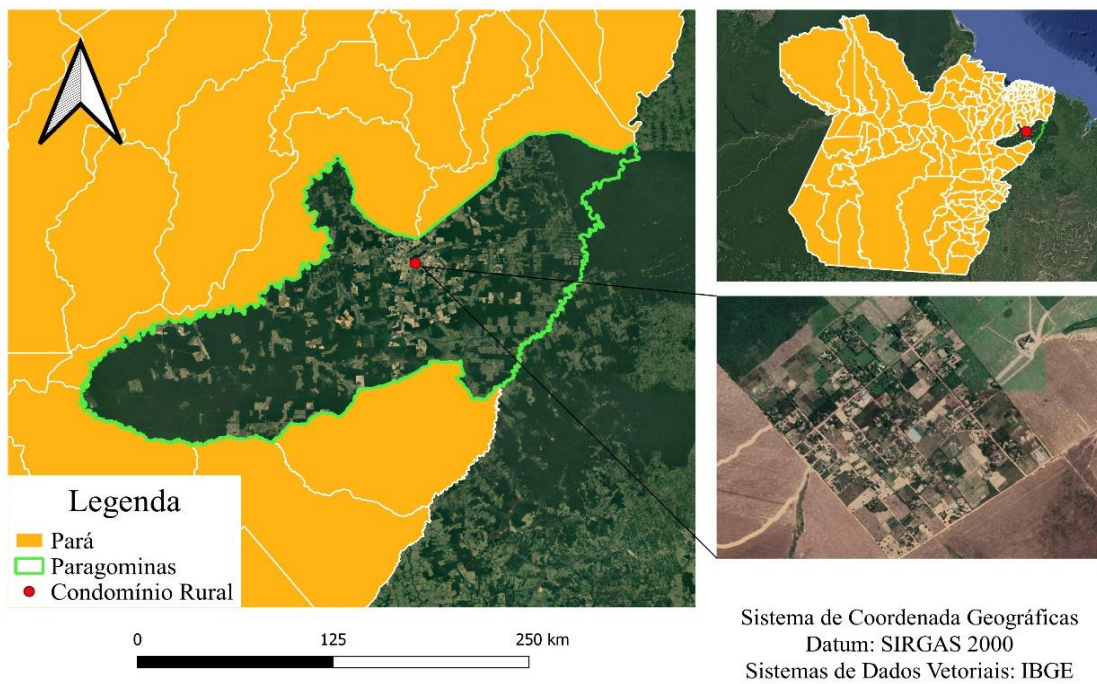 Legenda
Pará
Paragominas
Condomínio Rural
0 125 250 km
Sistema de Coordenada Geográficas
Datum: SIRGAS 2000
Sistemas de Dados Vetoriais: IBGE